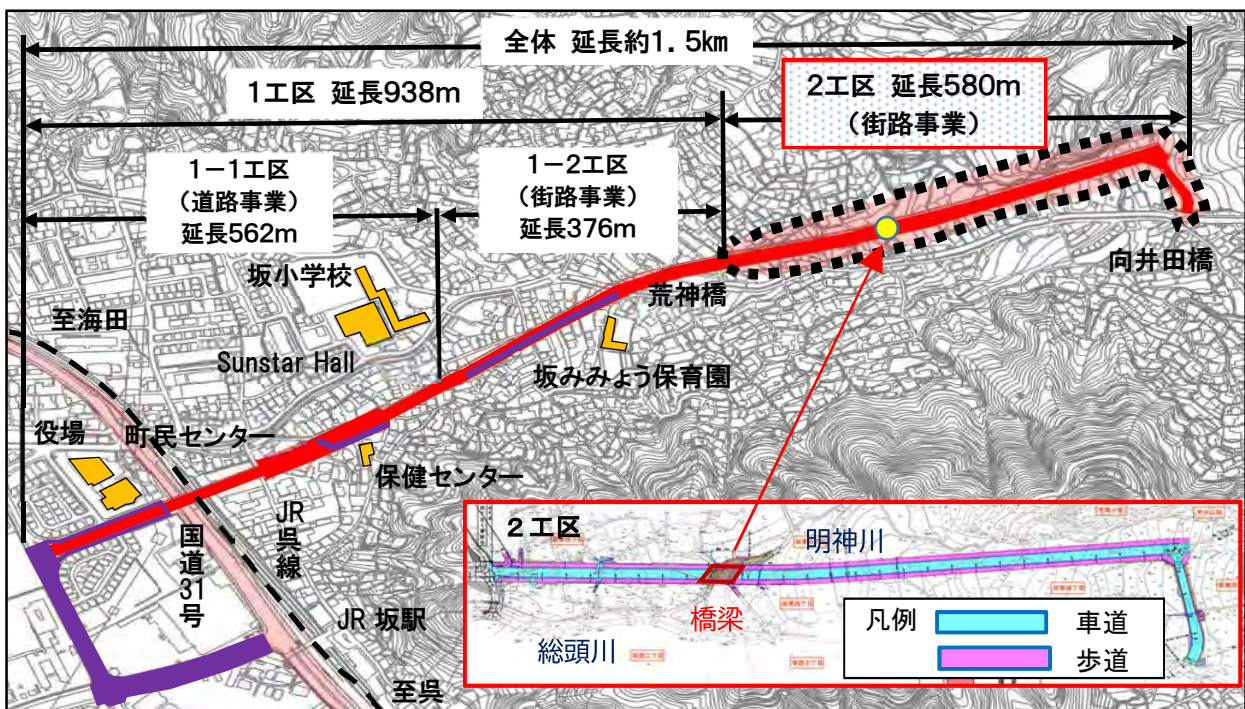 全体 延長約1.5km
1工区 延長938m
2工区 延長580m
（街路事業）
1－1工区
（道路事業）
延長562m
1－2工区
（街路事業）
延長376m
坂小学校
至海田
Sunstar Hall
荒神橋
向井田橋
坂みみょう保育園
役場
町民センター
保健センター
国道31号
JR呉線
JR 坂駅
至呉
2工区
明神川
橋梁
総頭川
凡例
車道
歩道